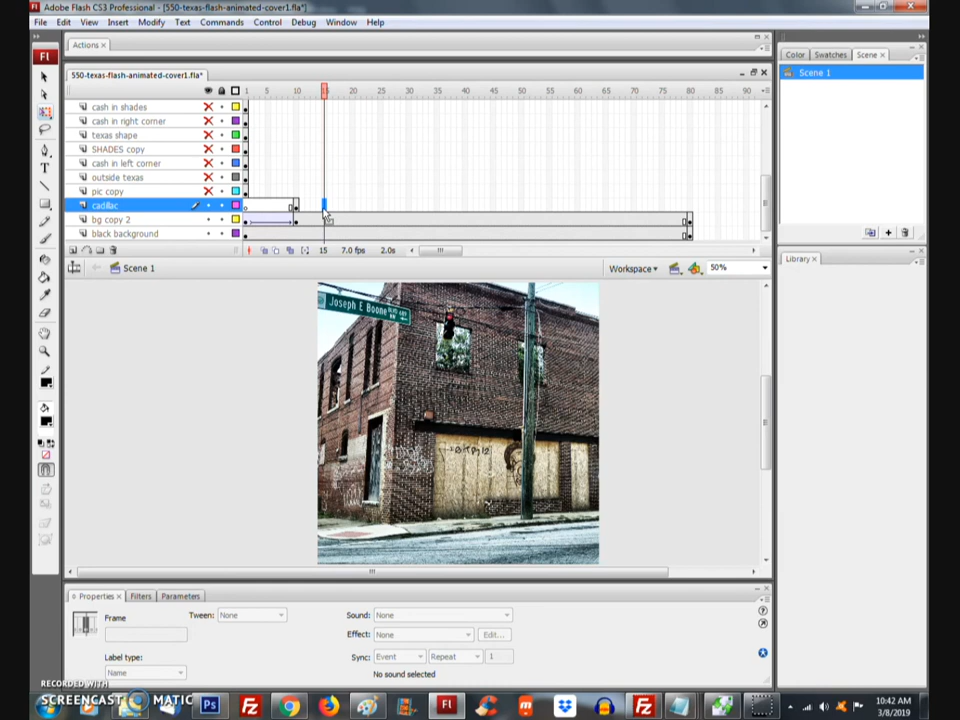 Adobe Flash CS3 Professional - [550-texas-flash-animated-cover1.fla*]
File Edit View Insert Modify Text Commands Control Debug Window Help
Actions
550-texas-flash-animated-cover1.fla*
1 5 10 15 20 25 30 35 40 45 50 55 60 65 70 75 80 85 90
cash in shades
cash in right corner
texas shape
SHADES copy
cash in left corner
outside texas
pic copy
cadillac
bg copy 2
black background
15 7.0 fps 2.0s
Scene 1
Workspace 50%
Joseph E Boone
Properties Filters Parameters
Frame Tween: None Sound: None
Effect: None Edit...
Label type: Sync: Event Repeat 1
Name No sound selected
Color Swatches Scene
Scene 1
Library
RECORDED WITH
SCREENCAST MATIC
10:42 AM
3/8/2019